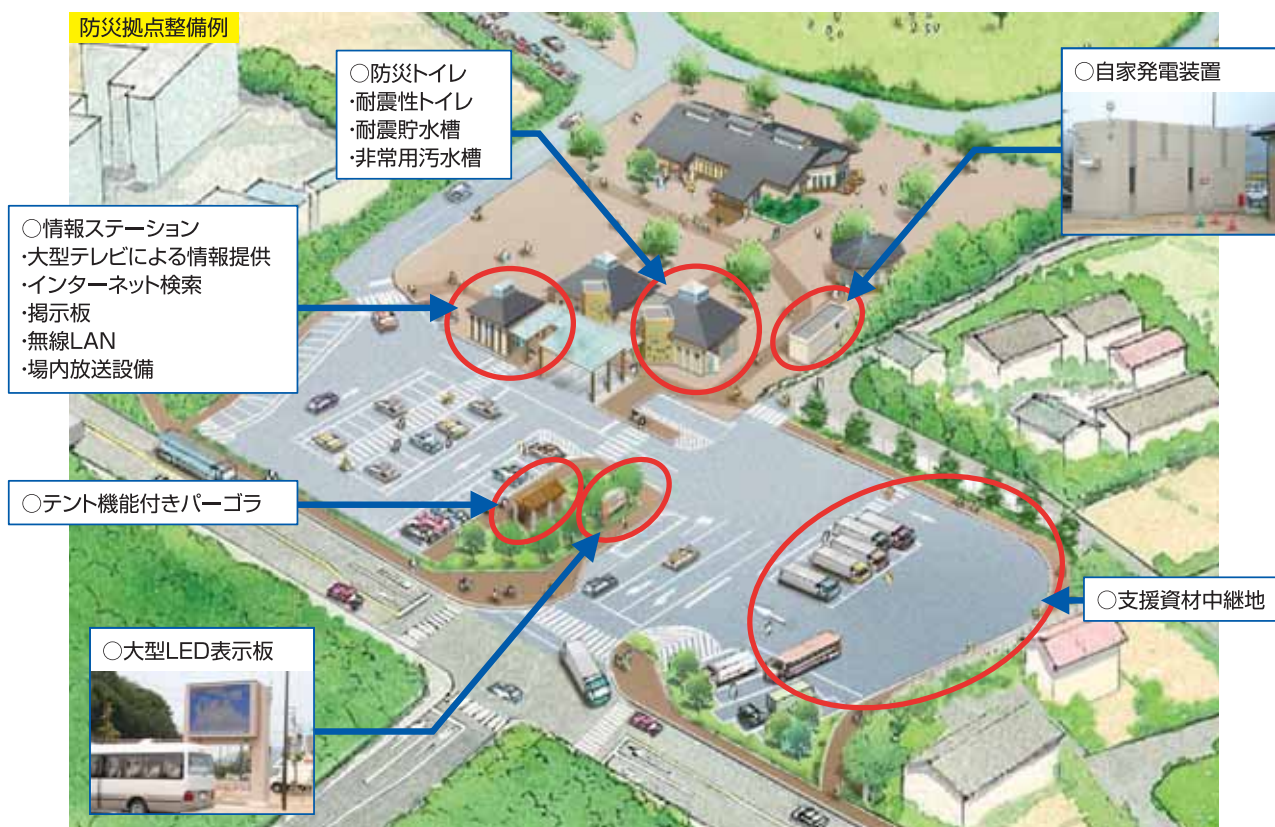 防災拠点整備例
○防災トイレ
・耐震性トイレ
・耐震貯水槽
・非常用汚水槽
○自家発電装置
○情報ステーション
・大型テレビによる情報提供
・インターネット検索
・掲示板
・無線LAN
・場内放送設備
○テント機能付きパーゴラ
○支援資材中継地
○大型LED表示板